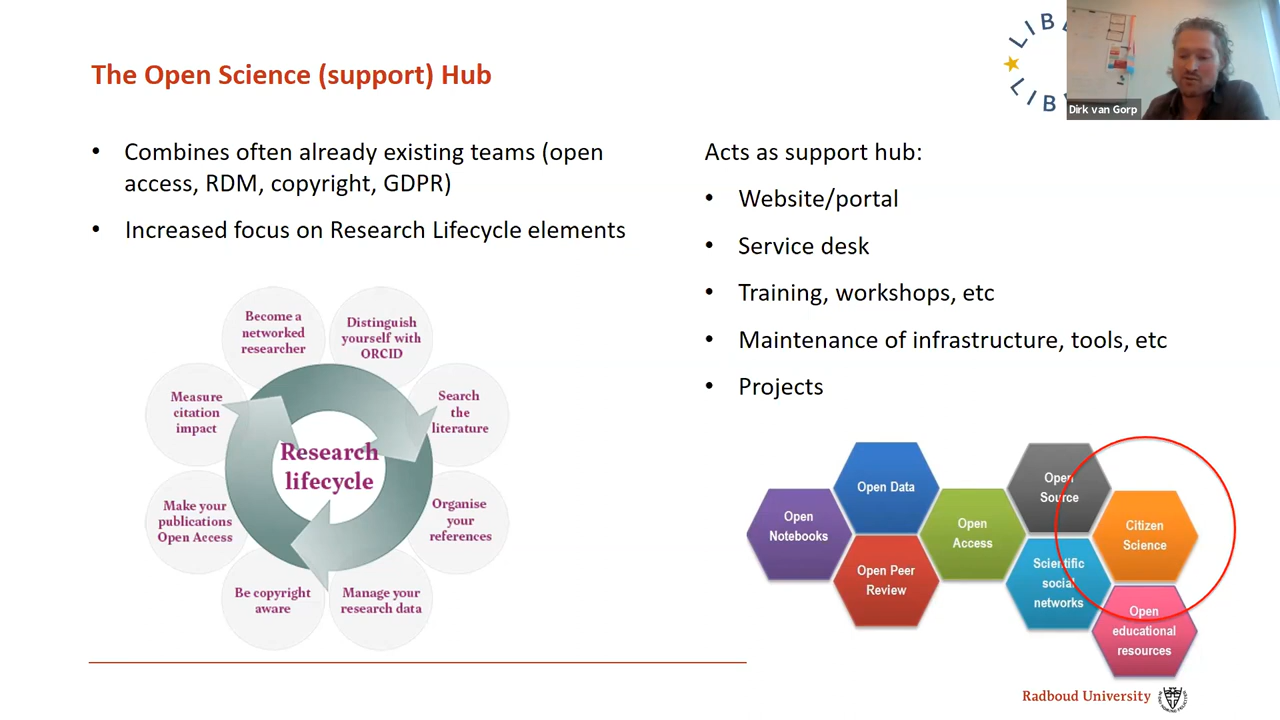 The Open Science (support) Hub
LIBE
LIB
Dirk van Gorp
• Combines often already existing teams (open
access, RDM, copyright, GDPR)
• Increased focus on Research Lifecycle elements
Become a
networked
researcher
Distinguish
yourself with
ORCID
Measure
citation
impact
Search
the
literature
Research
lifecycle
Make your
publications
Open Access
Organise
your
references
Be copyright
aware
Manage your
research data
Acts as support hub:
• Website/portal
• Service desk
• Training, workshops, etc
• Maintenance of infrastructure, tools, etc
• Projects
Open
Notebooks
Open Data
Open Peer
Review
Open
Access
Open
Source
Scientific
social
networks
Citizen
Science
Open
educational
resources
Radboud University